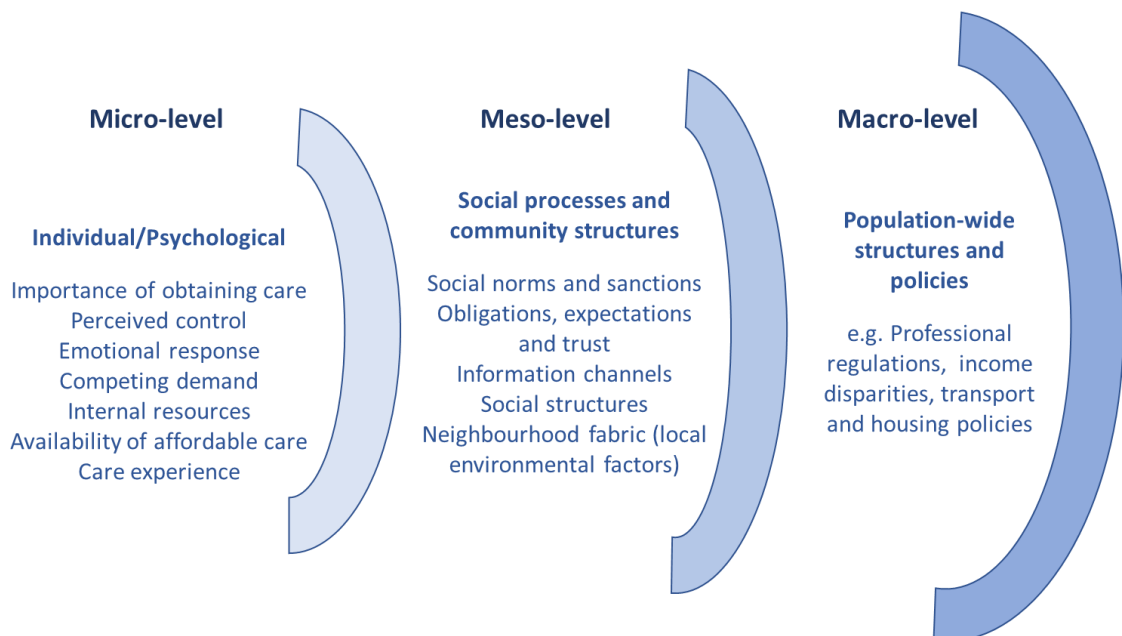 Micro-level
Individual/Psychological
Importance of obtaining care
Perceived control
Emotional response
Competing demand
Internal resources
Availability of affordable care
Care experience
Meso-level
Social processes and
community structures
Social norms and sanctions
Obligations, expectations
and trust
Information channels
Social structures
Neighbourhood fabric (local
environmental factors)
Macro-level
Population-wide
structures and
policies
e.g. Professional
regulations, income
disparities, transport
and housing policies